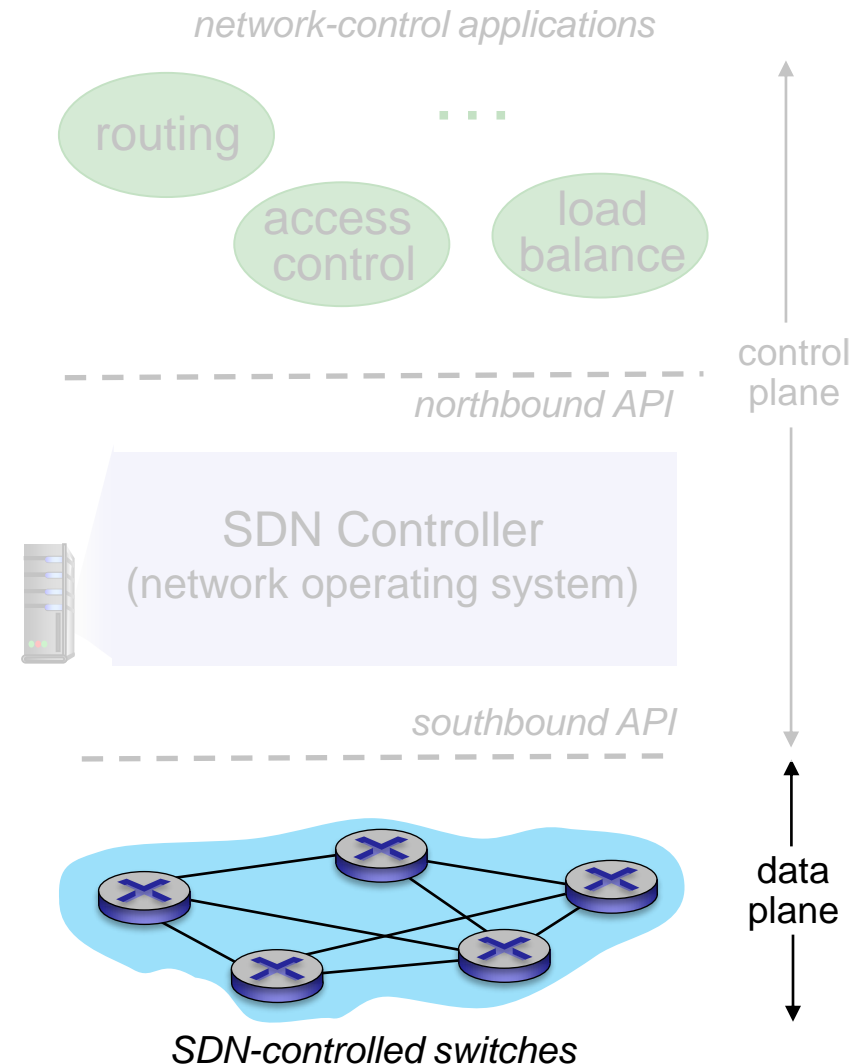 network-control applications
routing
. . .
access
control
load
balance
control
plane
northbound API
SDN Controller
(network operating system)
southbound API
data
plane
SDN-controlled switches